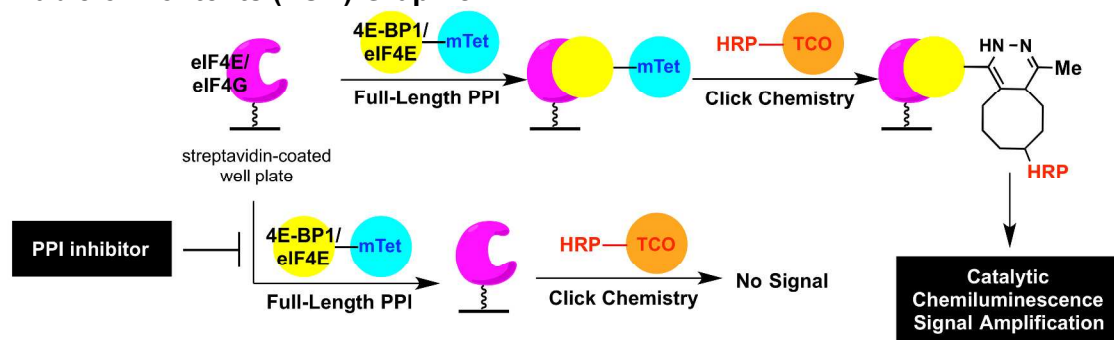 eIF4E/
eIF4G
streptavidin-coated
well plate
4E-BP1/
eIF4E
mTet
Full-Length PPI
mTet
HRP
TCO
Click Chemistry
HN
N
Me
HRP
PPI inhibitor
4E-BP1/
eIF4E
mTet
Full-Length PPI
HRP
TCO
Click Chemistry
No Signal
Catalytic
Chemiluminescence
Signal Amplification